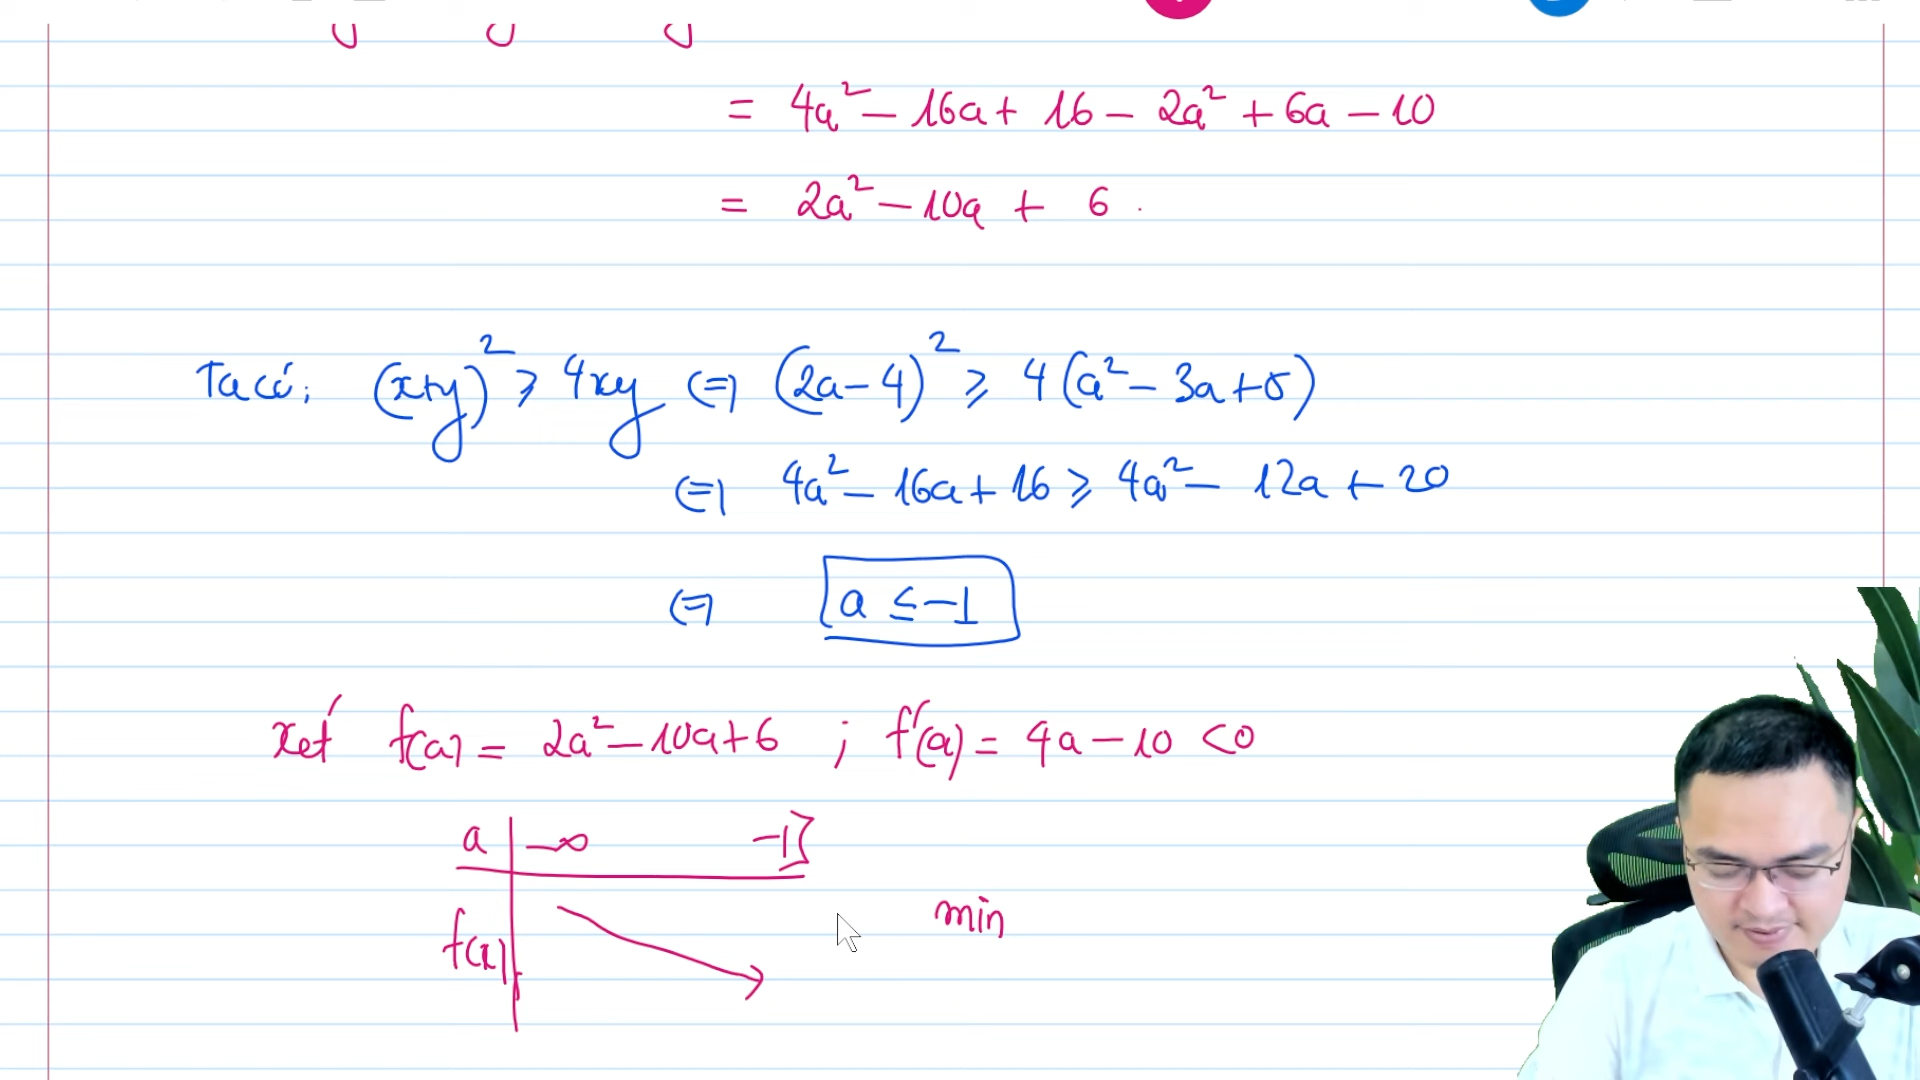 = 4a² − 16a + 16 − 2a² + 6a − 10
= 2a² − 10a + 6 .
Ta có: (x+y)² ⩾ 4xy ⇔ (2a−4)² ⩾ 4(a² − 3a + 5)
⇔ 4a² − 16a + 16 ⩾ 4a² − 12a + 20
⇔ a ≤ −1
xét f(a) = 2a² − 10a + 6 ; f'(a) = 4a − 10 < 0
a −∞ −1]
f(x) min